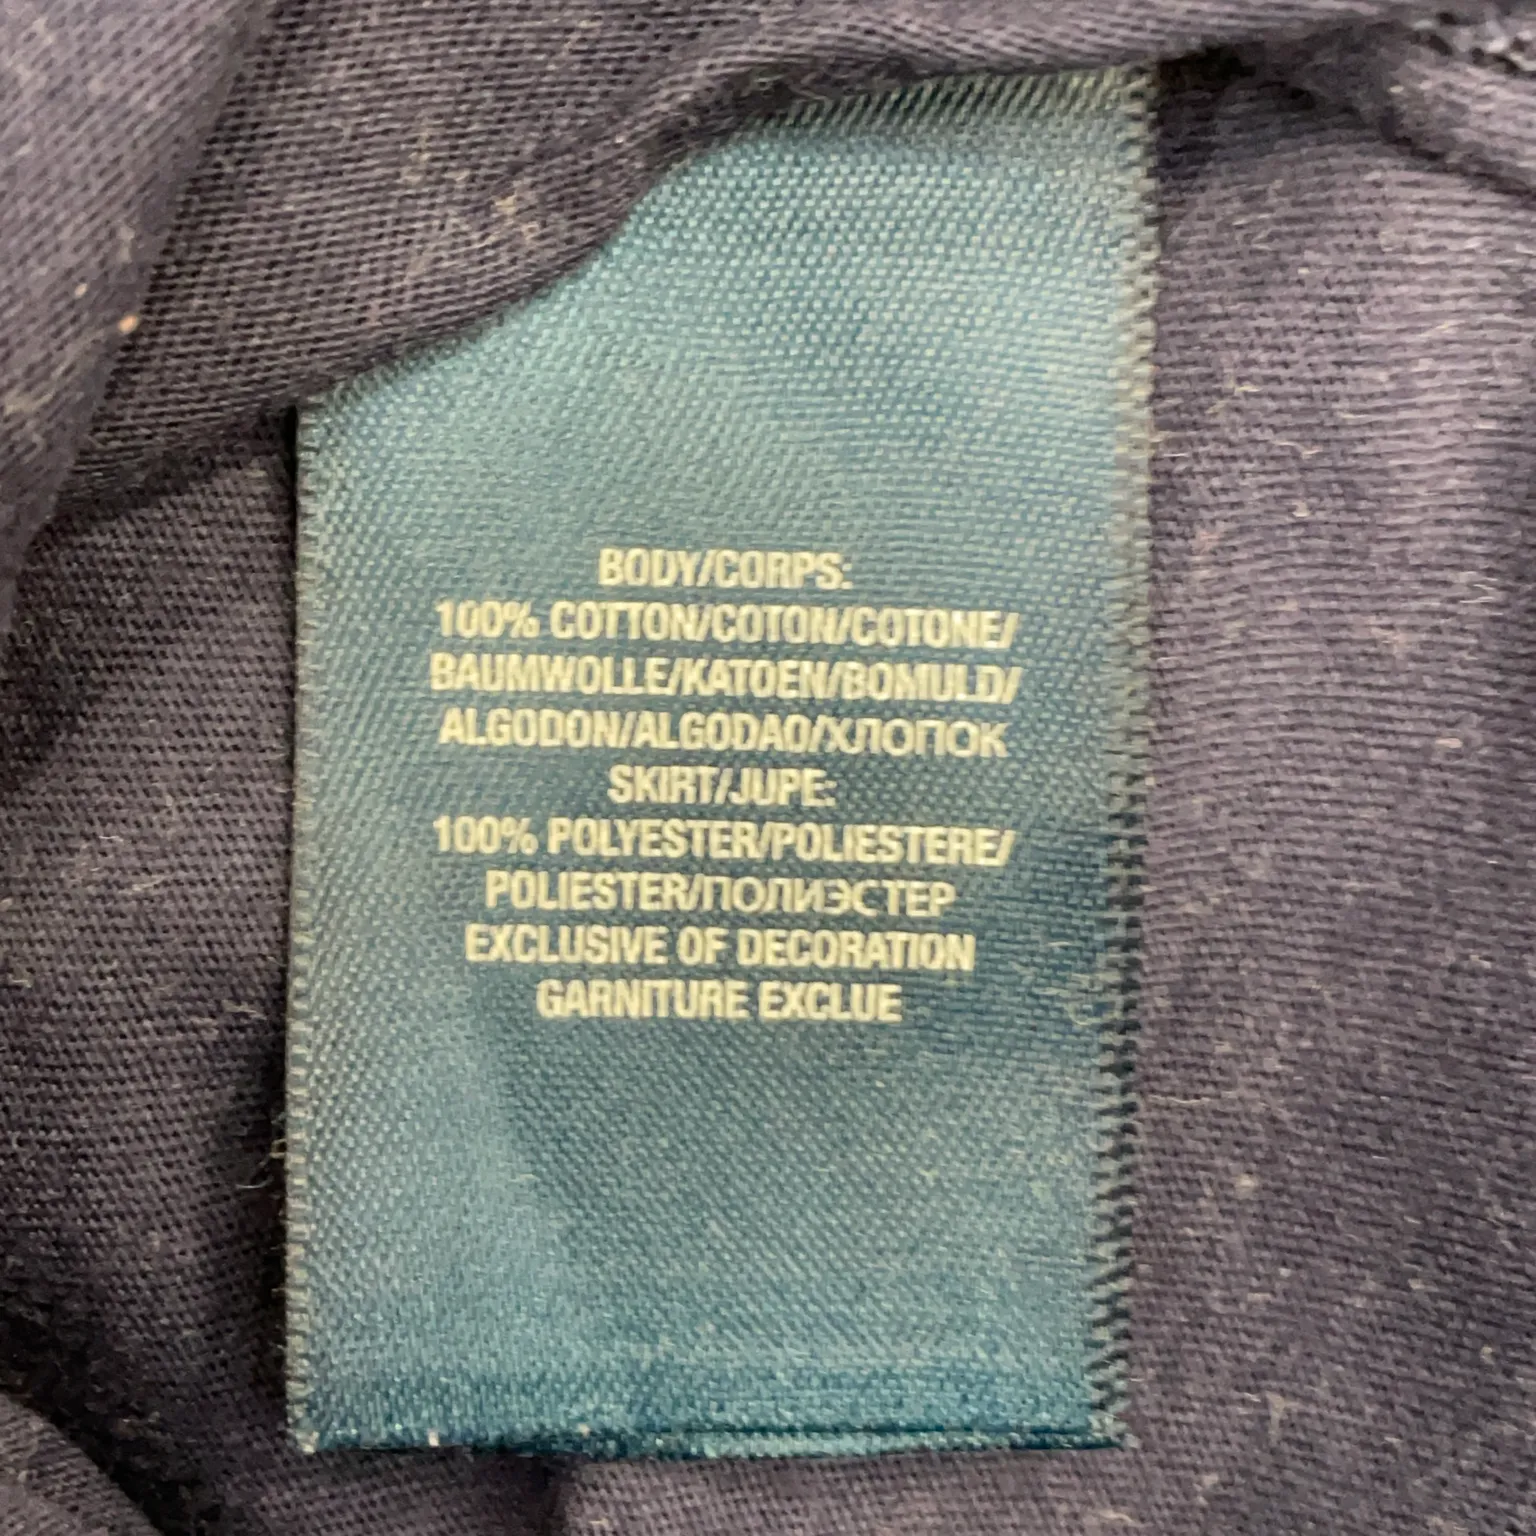 BODY/CORPS:
100% COTTON/COTON/COTONE/
BAUMWOLLE/KATOEN/BOMULD/
ALGODON/ALGODAO/ХЛОПОК
SKIRT/JUPE:
100% POLYESTER/POLIESTERE/
POLIESTER/ПОЛИЭСТЕР
EXCLUSIVE OF DECORATION
GARNITURE EXCLUE